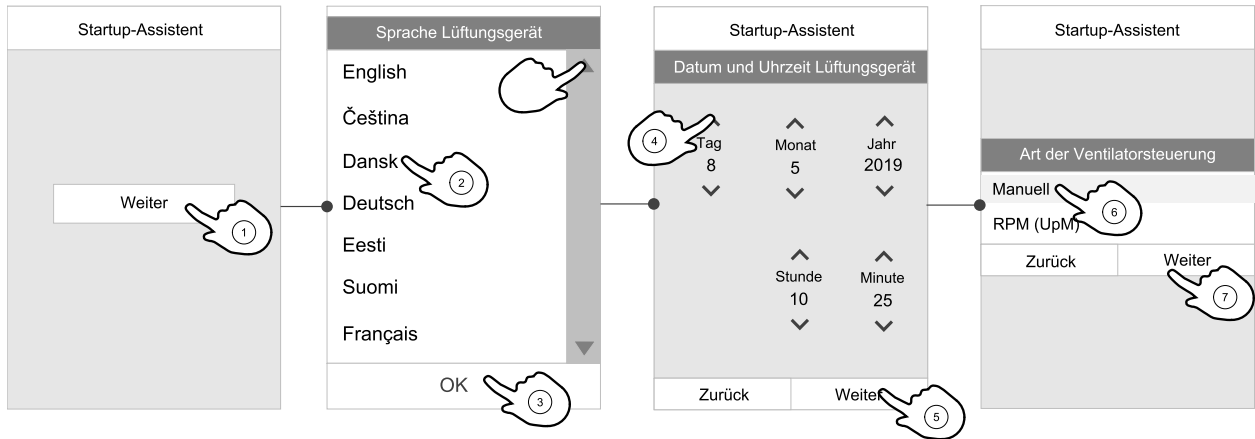 Startup-Assistent
Weiter
1
Sprache Lüftungsgerät
English
Čeština
Dansk
2
Deutsch
Eesti
Suomi
Français
OK
3
Startup-Assistent
Datum und Uhrzeit Lüftungsgerät
4
Tag Monat Jahr
8 5 2019
Stunde Minute
10 25
Zurück Weiter
5
Startup-Assistent
Art der Ventilatorsteuerung
Manuell
6
RPM (UpM)
Zurück Weiter
7